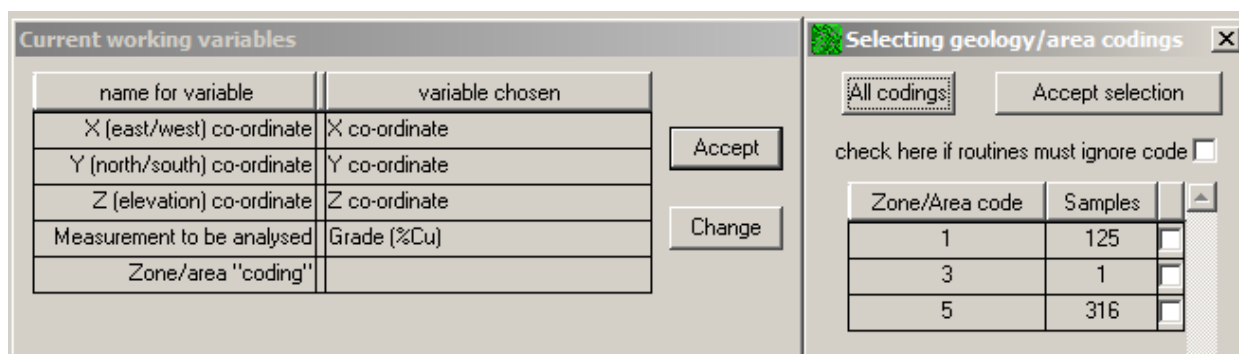 Current working variables
name for variable variable chosen
X (east/west) co-ordinate X co-ordinate
Y (north/south) co-ordinate Y co-ordinate
Z (elevation) co-ordinate Z co-ordinate
Measurement to be analysed Grade (%Cu)
Zone/area "coding"
Accept
Change
Selecting geology/area codings
All codings Accept selection
check here if routines must ignore code
Zone/Area code Samples
1 125
3 1
5 316